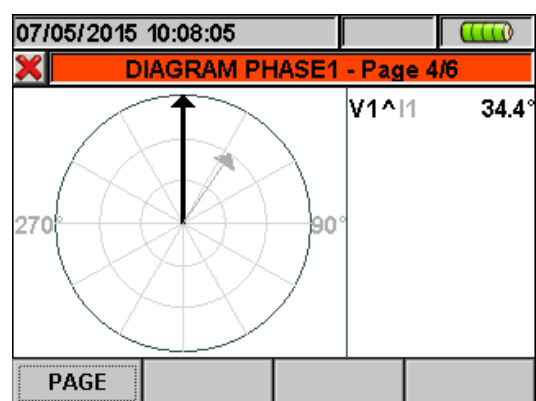 07/05/2015 10:08:05
DIAGRAM PHASE1 - Page 4/6
V1^I1 34.4°
270°
90°
PAGE